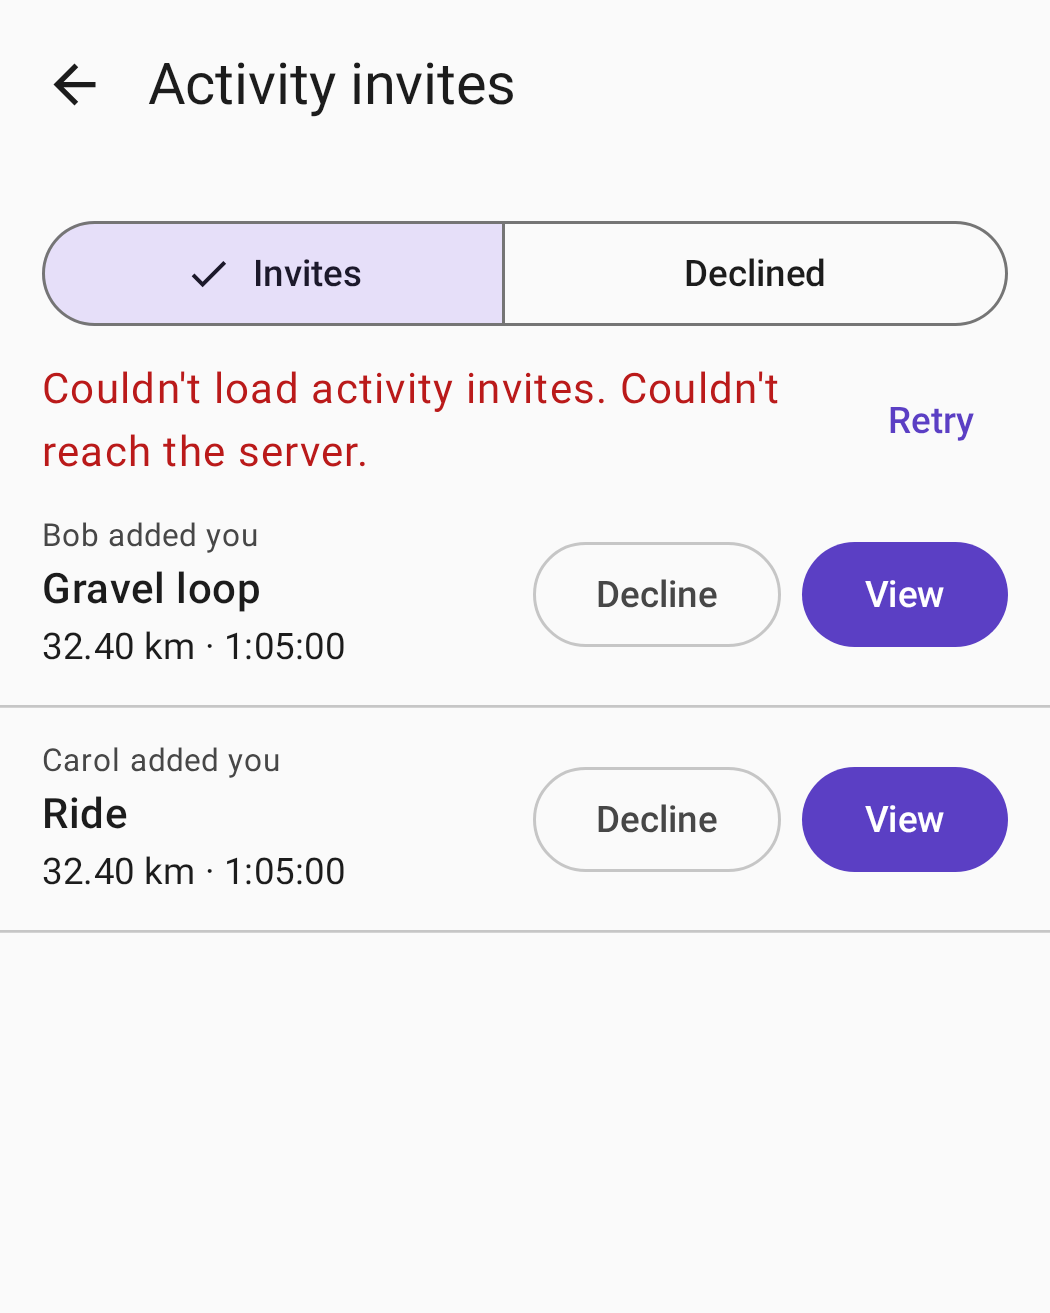 Activity invites
Invites
Declined
Couldn't load activity invites. Couldn't
reach the server.
Retry
Bob added you
Gravel loop
32.40 km · 1:05:00
Decline
View
Carol added you
Ride
32.40 km · 1:05:00
Decline
View